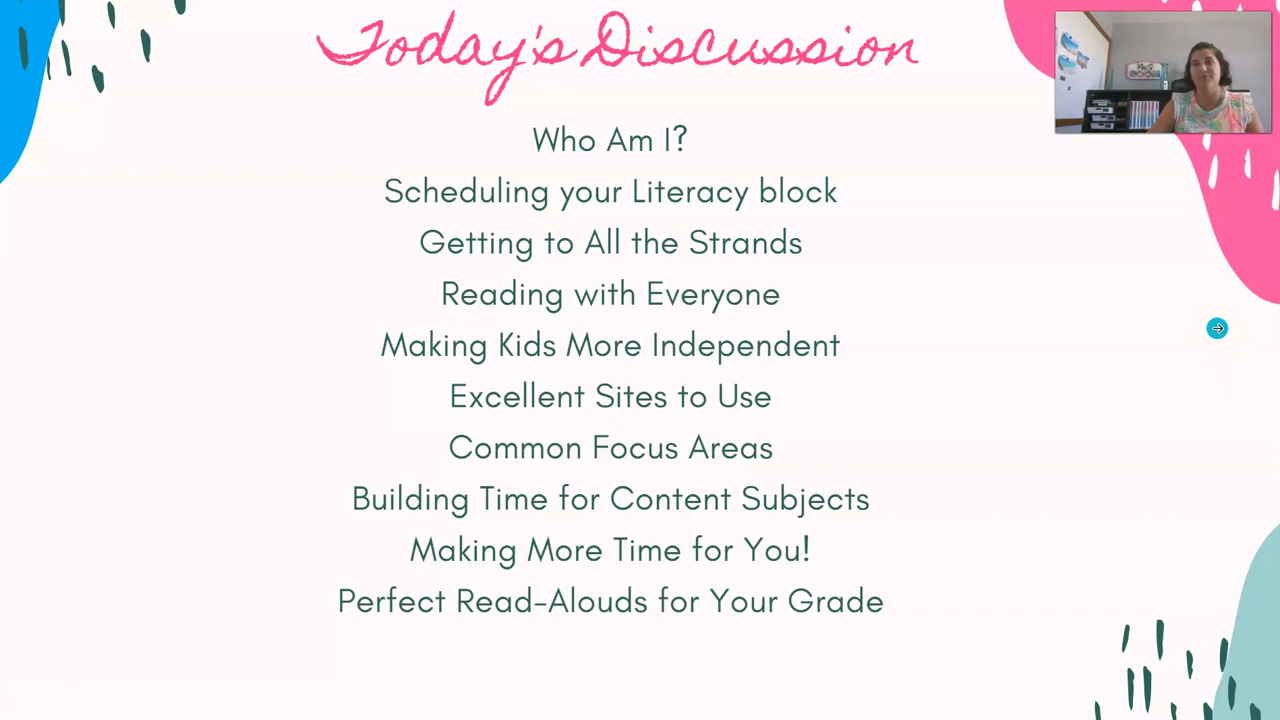 Today's Discussion
Who Am I?
Scheduling your Literacy block
Getting to All the Strands
Reading with Everyone
Making Kids More Independent
Excellent Sites to Use
Common Focus Areas
Building Time for Content Subjects
Making More Time for You!
Perfect Read-Alouds for Your Grade